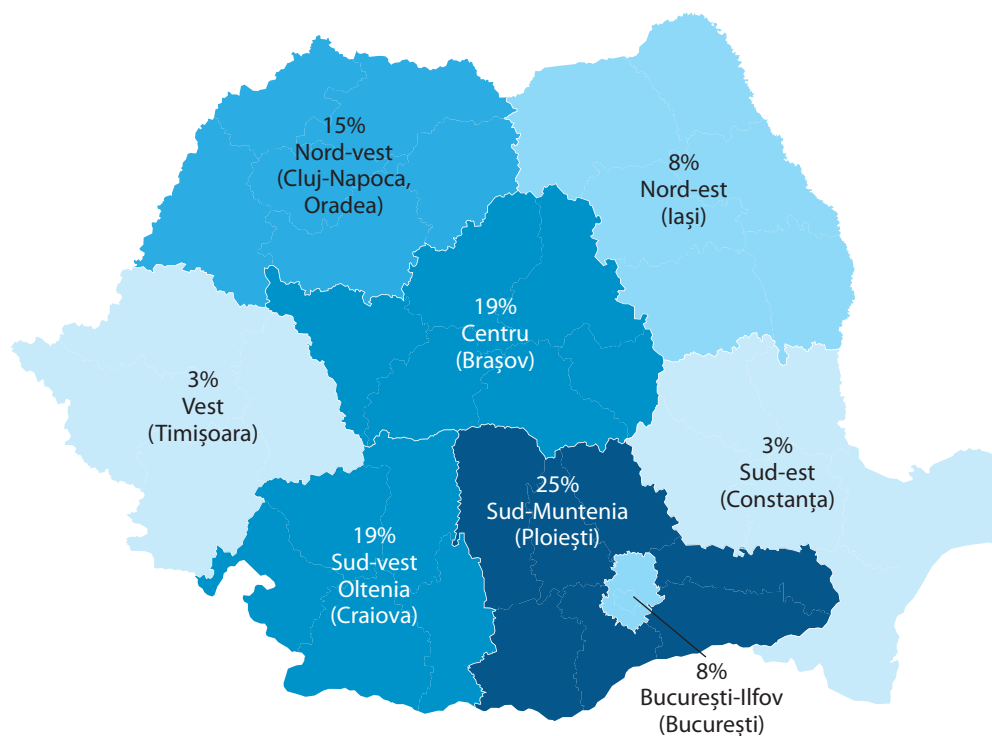 15%
Nord-vest
(Cluj-Napoca,
Oradea)
8%
Nord-est
(Iași)
19%
Centru
(Brașov)
3%
Vest
(Timișoara)
3%
Sud-est
(Constanța)
25%
Sud-Muntenia
(Ploiești)
19%
Sud-vest
Oltenia
(Craiova)
8%
București-Ilfov
(București)